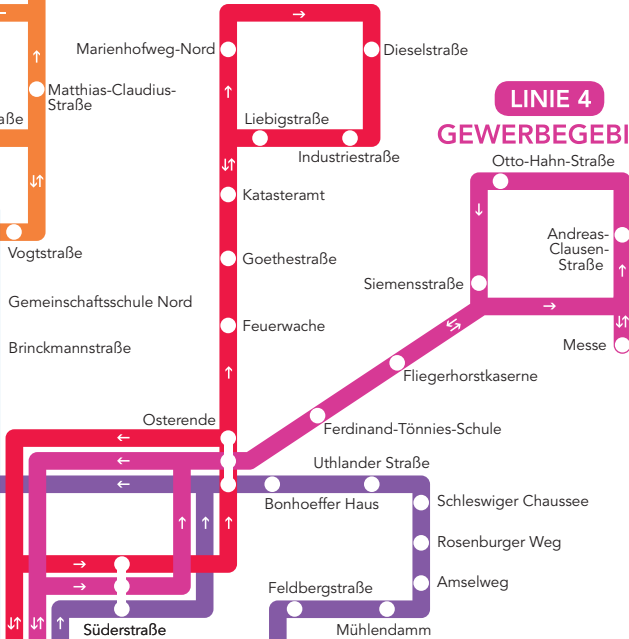 Marienhofweg-Nord
Dieselstraße
Matthias-Claudius-
Straße
aße
Liebigstraße
Industriestraße
LINIE 4
GEWERBEGEBI
Otto-Hahn-Straße
Katasteramt
Vogtstraße
Goethestraße
Andreas-
Clausen-
Straße
Siemensstraße
Gemeinschaftsschule Nord
Feuerwache
Brinckmannstraße
Messe
Fliegerhorstkaserne
Osterende
Ferdinand-Tönnies-Schule
Uthlander Straße
Bonhoeffer Haus
Schleswiger Chaussee
Rosenburger Weg
Amselweg
Feldbergstraße
Süderstraße
Mühlendamm